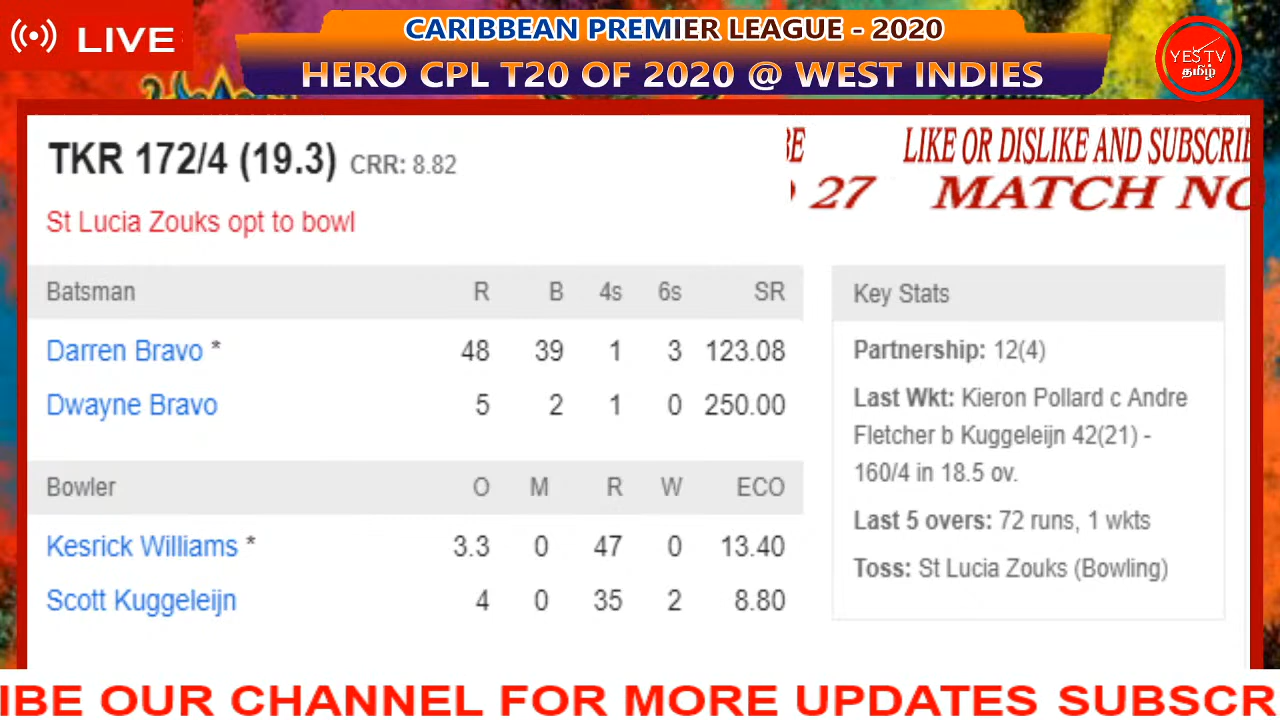 LIVE
CARIBBEAN PREMIER LEAGUE - 2020
HERO CPL T20 OF 2020 @ WEST INDIES
YES TV
தமிழ்
TKR 172/4 (19.3) CRR: 8.82
BE LIKE OR DISLIKE AND SUBSCRIBE
27 MATCH NO
St Lucia Zouks opt to bowl
Batsman R B 4s 6s SR
Darren Bravo * 48 39 1 3 123.08
Dwayne Bravo 5 2 1 0 250.00
Bowler O M R W ECO
Kesrick Williams * 3.3 0 47 0 13.40
Scott Kuggeleijn 4 0 35 2 8.80
Key Stats
Partnership: 12(4)
Last Wkt: Kieron Pollard c Andre
Fletcher b Kuggeleijn 42(21) -
160/4 in 18.5 ov.
Last 5 overs: 72 runs, 1 wkts
Toss: St Lucia Zouks (Bowling)
IBE OUR CHANNEL FOR MORE UPDATES SUBSCR